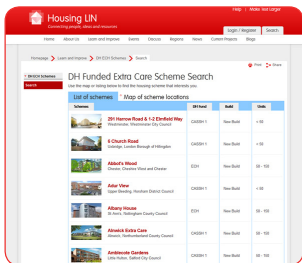 Help | Make Text Larger
Housing LIN
Connecting people, ideas and resources
Login / Register Search
Home About Us Learn and Improve Events Discuss Regions News Current Projects Blogs
Homepage Learn and Improve DH ECH Schemes Search
Print Share
DH ECH Schemes
Search
DH Funded Extra Care Scheme Search
Use the map or listing below to find the housing scheme that interests you.
List of schemes Map of scheme locations
Schemes DH Fund Build Units
291 Harrow Road & 1-2 Elmfield Way
Westminster, Westminster City Council
CASSH 1 New Build < 50
6 Church Road
Uxbridge, London Borough of Hillingdon
CASSH 1 New Build < 50
Abbot's Wood
Chester, Cheshire West and Chester
ECH New Build 50 - 100
Adur View
Upper Beeding, Horsham District Council
CASSH 1 New Build < 50
Albany House
St Ann's, Nottingham County Council
ECH New Build 50 - 100
Alnwick Extra Care
Alnwick, Northumberland County Council
CASSH 1 New Build 50 - 100
Amblecote Gardens
Little Hulton, Salford City Council
CASSH 1 New Build 50 - 100